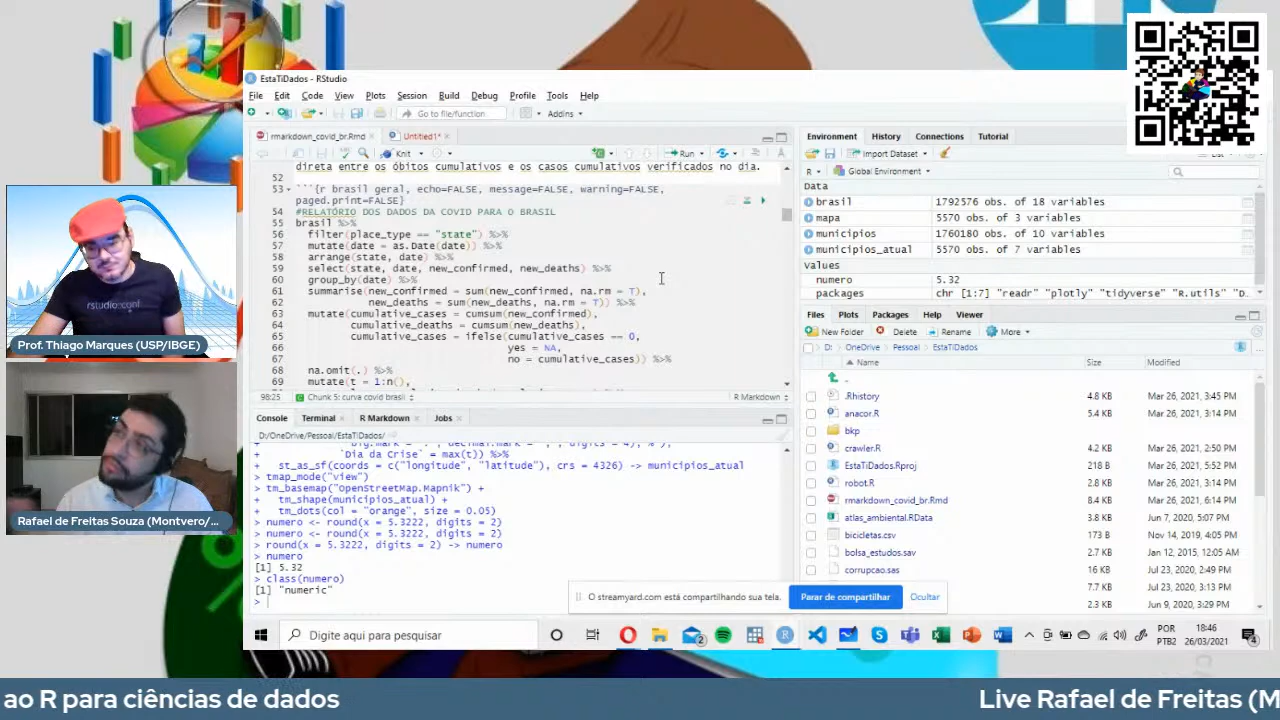 EstaTiDados - RStudio
File Edit Code View Plots Session Build Debug Profile Tools Help
Go to file/function Addins
rmarkdown_covid_br.Rmd Untitled1*
Knit Run
direta entre os óbitos cumulativos e os casos cumulativos verificados no dia.
52
53 ```{r brasil geral, echo=FALSE, message=FALSE, warning=FALSE,
paged.print=FALSE}
54 #RELATÓRIO DOS DADOS DA COVID PARA O BRASIL
55 brasil %>%
56 filter(place_type == "state") %>%
57 mutate(date = as.Date(date)) %>%
58 arrange(state, date) %>%
59 select(state, date, new_confirmed, new_deaths) %>%
60 group_by(date) %>%
61 summarise(new_confirmed = sum(new_confirmed, na.rm = T),
62 new_deaths = sum(new_deaths, na.rm = T)) %>%
63 mutate(cumulative_cases = cumsum(new_confirmed),
64 cumulative_deaths = cumsum(new_deaths),
65 cumulative_cases = ifelse(cumulative_cases == 0,
66 yes = NA,
67 no = cumulative_cases)) %>%
68 na.omit(.) %>%
69 mutate(t = 1:n(),
98:25 Chunk 5: curva covid brasil R Markdown
Console Terminal R Markdown Jobs
D:/OneDrive/Pessoal/EstaTiDados/
+ `Dia da Crise` = max(t)) %>%
+ st_as_sf(coords = c("longitude", "latitude"), crs = 4326) -> municipios_atual
> tmap_mode("view")
> tm_basemap("OpenStreetMap.Mapnik") +
+ tm_shape(municipios_atual) +
+ tm_dots(col = "orange", size = 0.05)
> numero <- round(x = 5.3222, digits = 2)
> numero <- round(x = 5.3222, digits = 2)
> round(x = 5.3222, digits = 2) -> numero
> numero
[1] 5.32
> class(numero)
[1] "numeric"
>
Environment History Connections Tutorial
Import Dataset
R Global Environment
Data
brasil 1792576 obs. of 18 variables
mapa 5570 obs. of 3 variables
municipios 1760180 obs. of 10 variables
municipios_atual 5570 obs. of 7 variables
Values
numero 5.32
packages chr [1:7] "readr" "plotly" "tidyverse" "R.utils" "D…
Files Plots Packages Help Viewer
New Folder Delete Rename More
D: OneDrive Pessoal EstaTiDados
Name Size Modified
..
.Rhistory 4.8 KB Mar 26, 2021, 3:45 PM
anacor.R 5.4 KB Mar 26, 2021, 3:14 PM
bkp
crawler.R 4.2 KB Mar 26, 2021, 2:50 PM
EstaTiDados.Rproj 218 B Mar 26, 2021, 5:52 PM
robot.R 2.8 KB Mar 26, 2021, 3:14 PM
rmarkdown_covid_br.Rmd 8.4 KB Mar 26, 2021, 6:14 PM
atlas_ambiental.RData 3.8 KB Jun 7, 2020, 5:07 PM
bicicletas.csv 173 B Nov 14, 2019, 4:05 PM
bolsa_estudos.sav 2.7 KB Jan 12, 2015, 12:05 AM
corrupcao.sas 16 KB Jul 23, 2020, 2:49 PM
7.7 KB Jul 23, 2020, 3:13 PM
2.3 KB Jun 9, 2020, 3:29 PM
O streamyard.com está compartilhando sua tela. Parar de compartilhar Ocultar
Digite aqui para pesquisar
POR
PTB2
18:46
26/03/2021
rstudio::conf
Prof. Thiago Marques (USP/IBGE)
Rafael de Freitas Souza (Montvero/...
ao R para ciências de dados
Live Rafael de Freitas (M